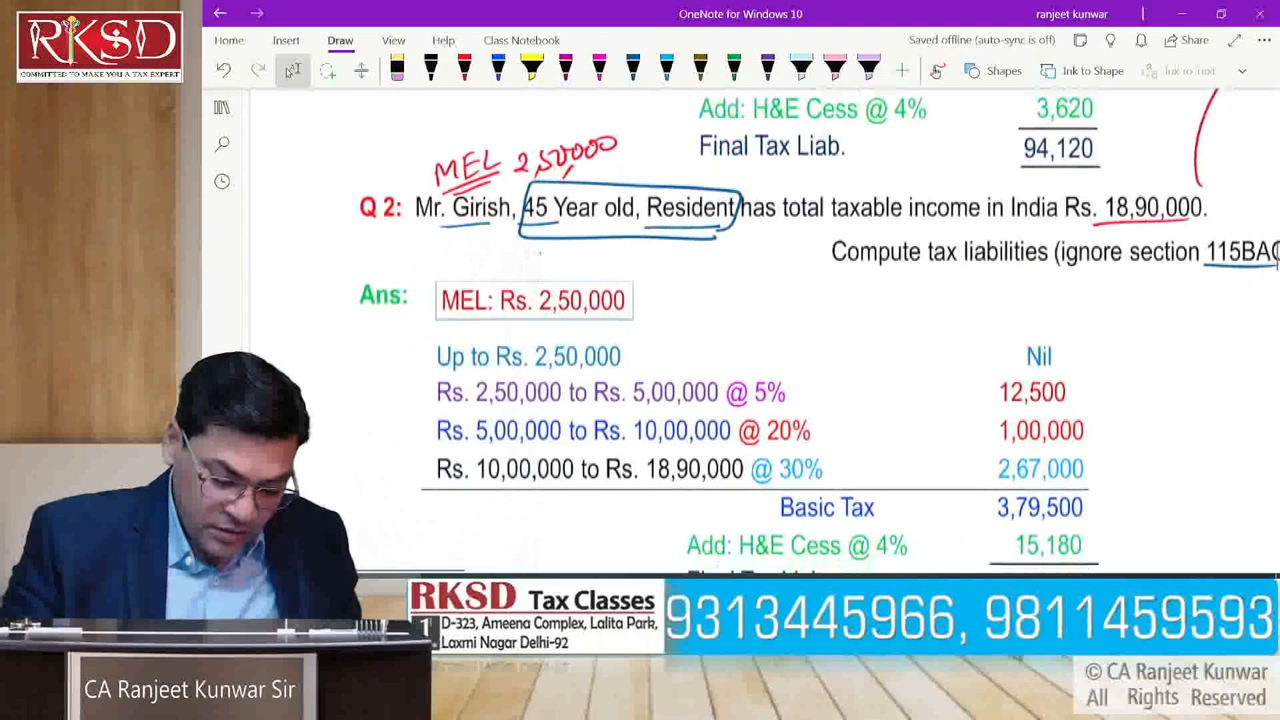 RKSD
COMMITTED TO MAKE YOU A TAX EXPERT
OneNote for Windows 10
ranjeet kunwar
Home Insert Draw View Help Class Notebook
Saved offline (auto-sync is off)
Share
Shapes
Ink to Shape
Ink to Text
Add: H&E Cess @ 4% 3,620
Final Tax Liab. 94,120
MEL 2,50,000
Q 2: Mr. Girish, 45 Year old, Resident has total taxable income in India Rs. 18,90,000.
Compute tax liabilities (ignore section 115BAC
Ans: MEL: Rs. 2,50,000
Up to Rs. 2,50,000 Nil
Rs. 2,50,000 to Rs. 5,00,000 @ 5% 12,500
Rs. 5,00,000 to Rs. 10,00,000 @ 20% 1,00,000
Rs. 10,00,000 to Rs. 18,90,000 @ 30% 2,67,000
Basic Tax 3,79,500
Add: H&E Cess @ 4% 15,180
RKSD Tax Classes
D-323, Ameena Complex, Lalita Park,
Laxmi Nagar Delhi-92
9313445966, 9811459593
CA Ranjeet Kunwar Sir
© CA Ranjeet Kunwar
All Rights Reserved